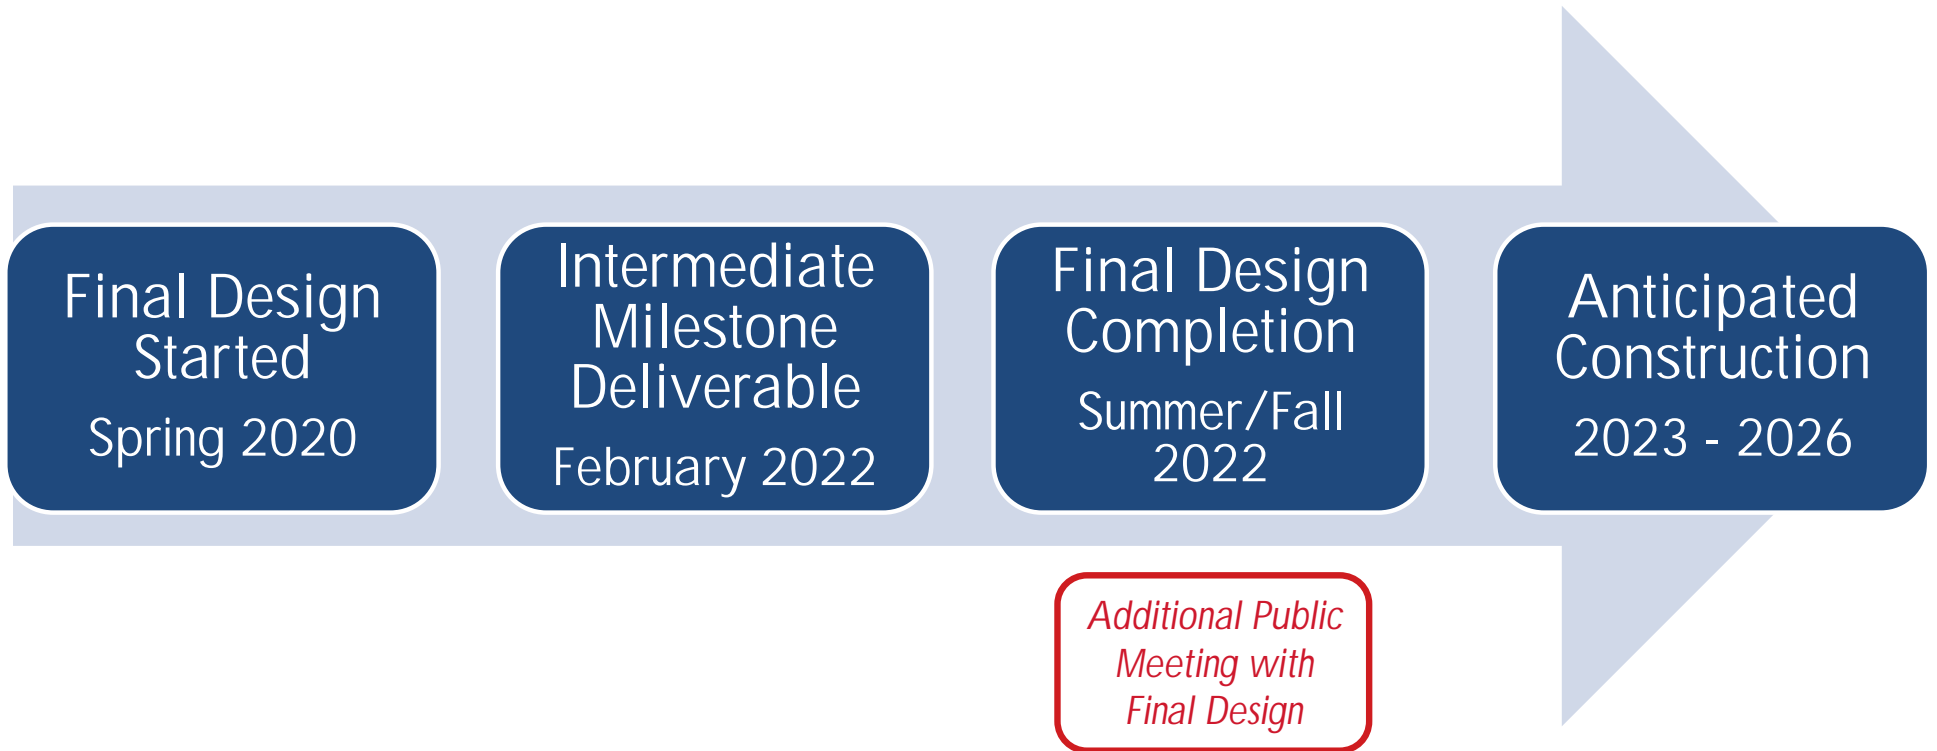 Final Design
Started
Spring 2020
Intermediate
Milestone
Deliverable
February 2022
Final Design
Completion
Summer/Fall
2022
Anticipated
Construction
2023 - 2026
Additional Public
Meeting with
Final Design